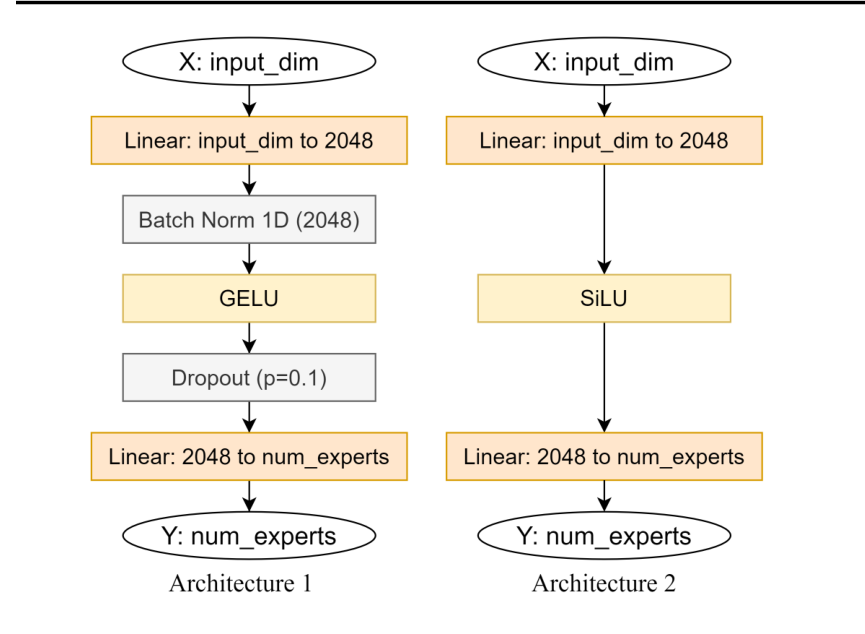 X: input_dim
Linear: input_dim to 2048
Batch Norm 1D (2048)
GELU
Dropout (p=0.1)
Linear: 2048 to num_experts
Y: num_experts
Architecture 1
X: input_dim
Linear: input_dim to 2048
SiLU
Linear: 2048 to num_experts
Y: num_experts
Architecture 2